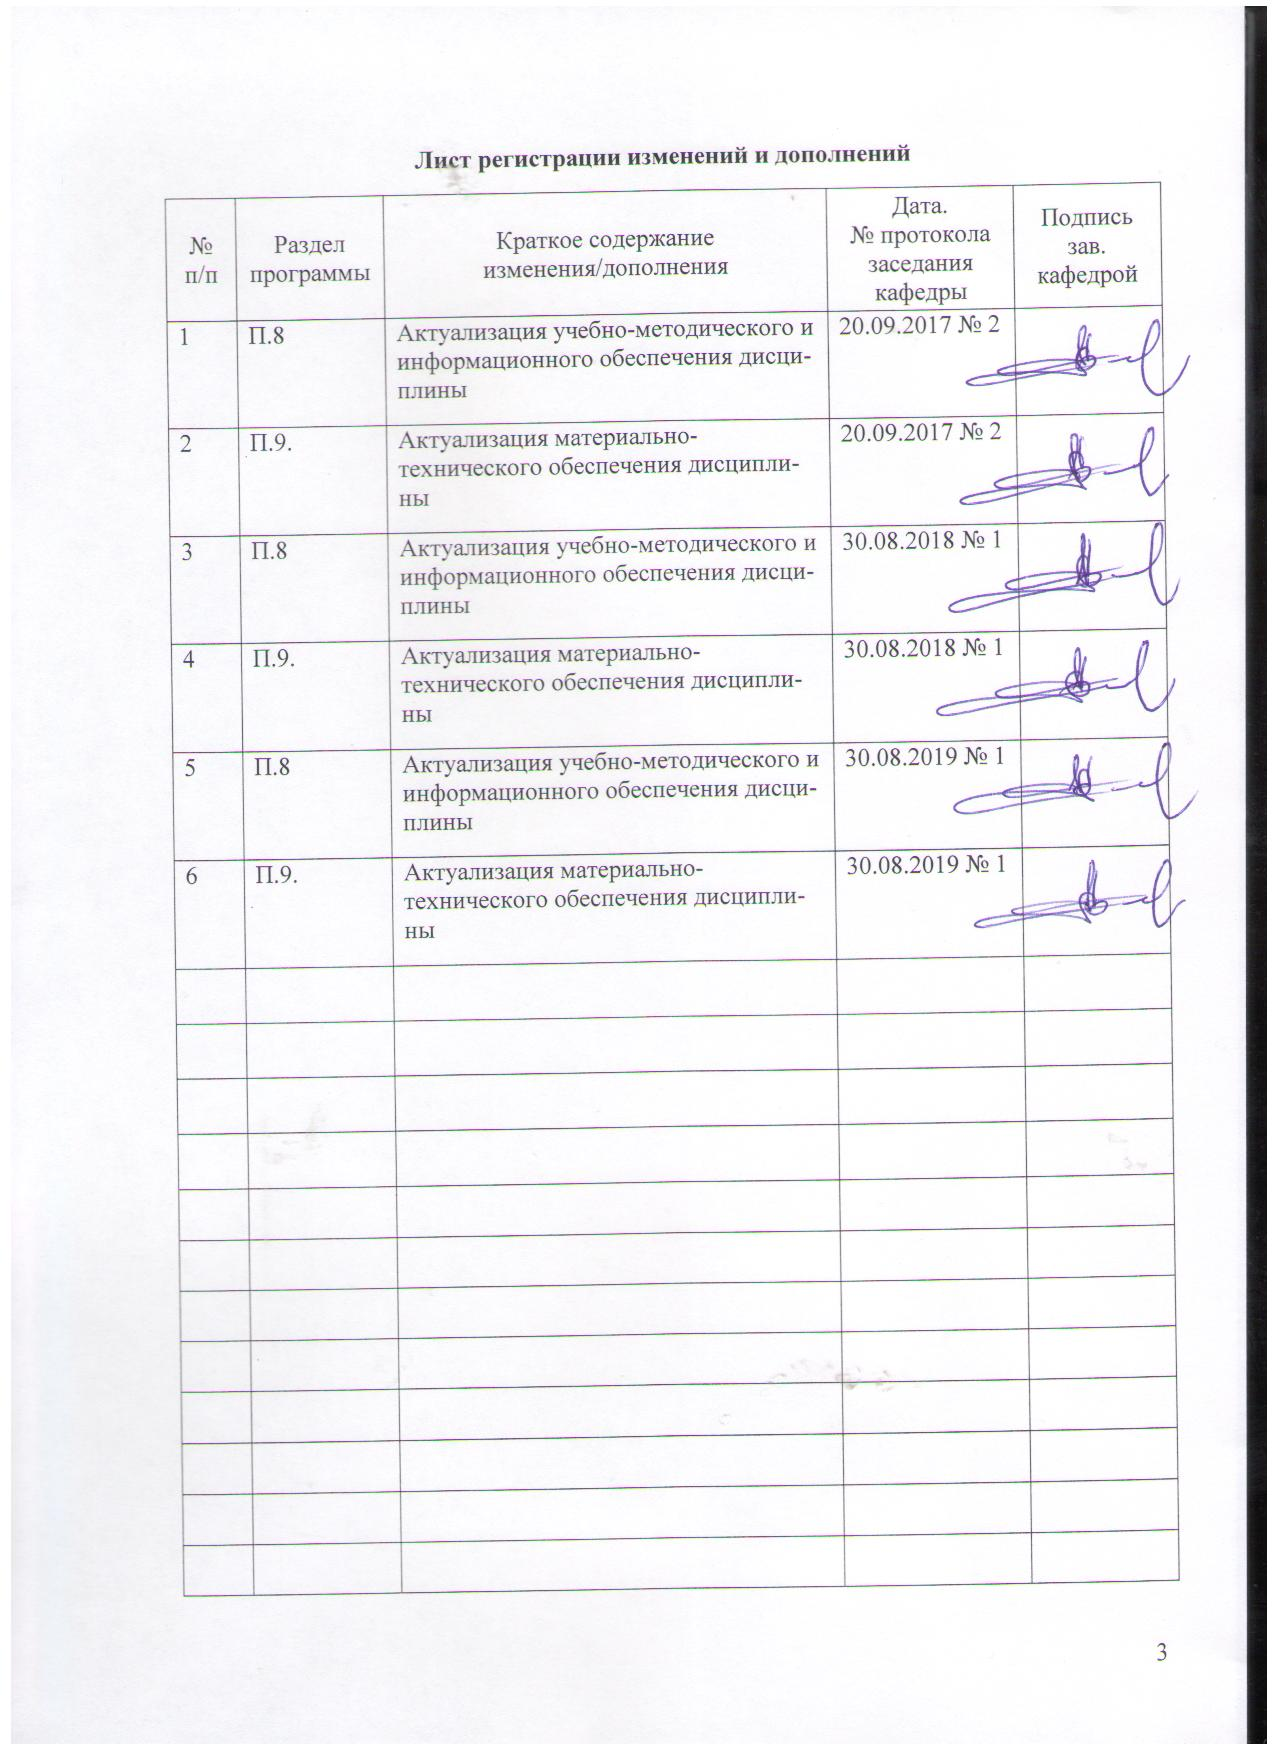 Лист регистрации изменений и дополнений
№
п/п
Раздел
программы
Краткое содержание
изменения/дополнения
Дата.
№ протокола
заседания
кафедры
Подпись
зав.
кафедрой
1
П.8
Актуализация учебно-методического и
информационного обеспечения дисци-
плины
20.09.2017 № 2
2
П.9.
Актуализация материально-
технического обеспечения дисципли-
ны
20.09.2017 № 2
3
П.8
Актуализация учебно-методического и
информационного обеспечения дисци-
плины
30.08.2018 № 1
4
П.9.
Актуализация материально-
технического обеспечения дисципли-
ны
30.08.2018 № 1
5
П.8
Актуализация учебно-методического и
информационного обеспечения дисци-
плины
30.08.2019 № 1
6
П.9.
Актуализация материально-
технического обеспечения дисципли-
ны
30.08.2019 № 1
3